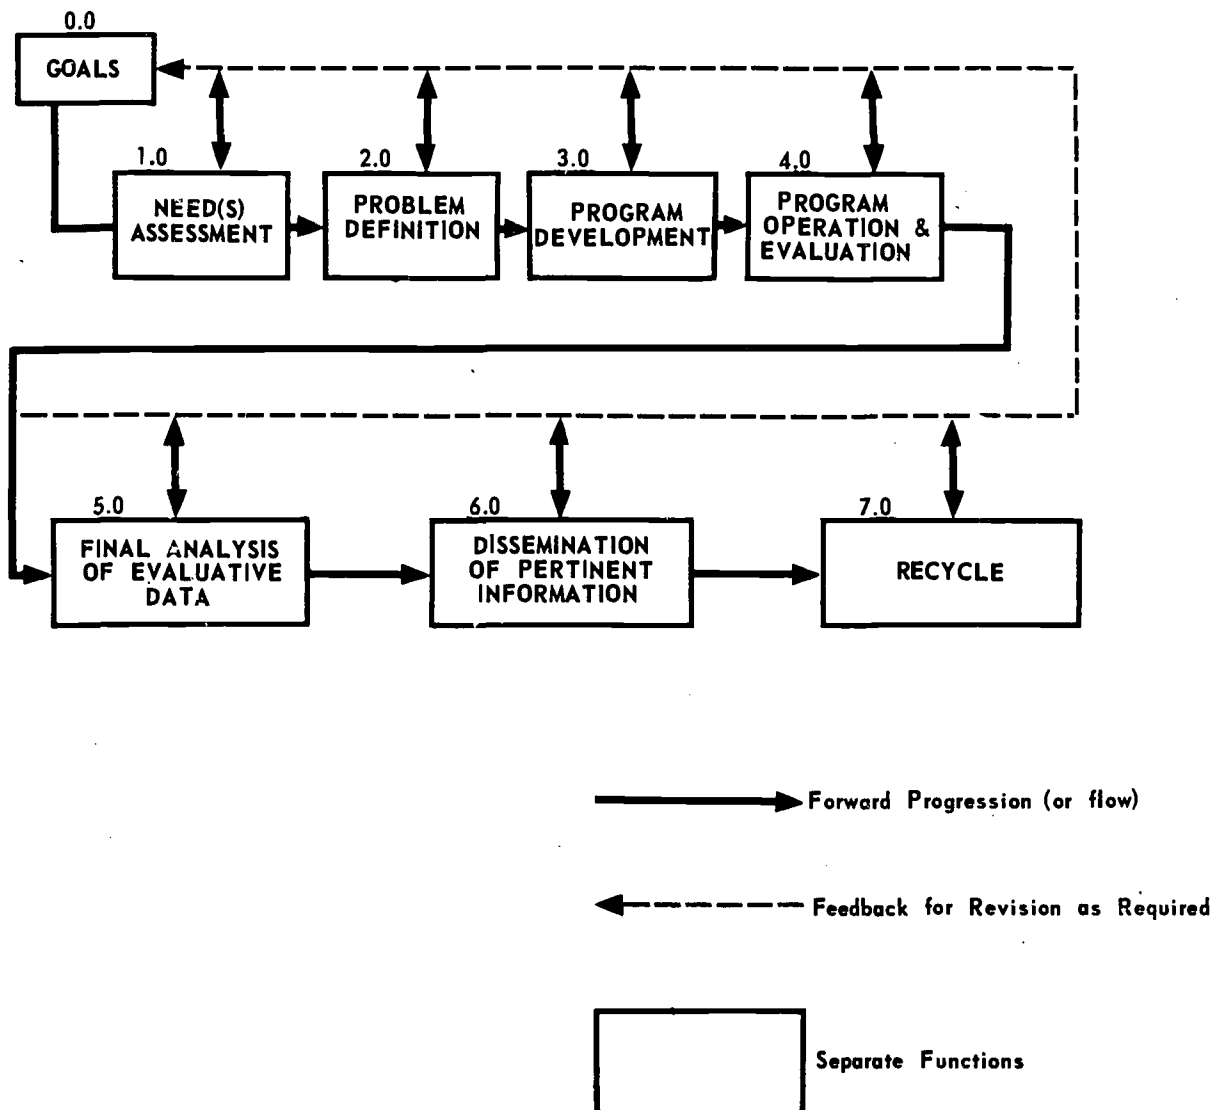 0.0
GOALS
1.0
NEED(S)
ASSESSMENT
2.0
PROBLEM
DEFINITION
3.0
PROGRAM
DEVELOPMENT
4.0
PROGRAM
OPERATION &
EVALUATION
5.0
FINAL ANALYSIS
OF EVALUATIVE
DATA
6.0
DISSEMINATION
OF PERTINENT
INFORMATION
7.0
RECYCLE
Forward Progression (or flow)
Feedback for Revision as Required
Separate Functions